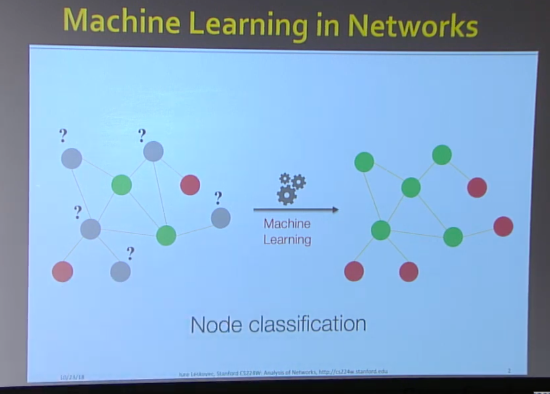 Machine Learning in Networks
?
?
?
?
?
Machine
Learning
Node classification
10/23/18
Jure Leskovec, Stanford CS224W: Analysis of Networks, http://cs224w.stanford.edu
2